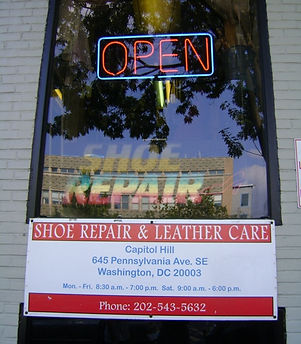 OPEN
SHOE
REPAIR
SHOE REPAIR & LEATHER CARE
Capitol Hill
645 Pennsylvania Ave. SE
Washington, DC 20003
Mon. - Fri. 8:30 a.m. - 7:00 p.m. Sat. 9:00 a.m. - 6:00 p.m.
Phone: 202-543-5632